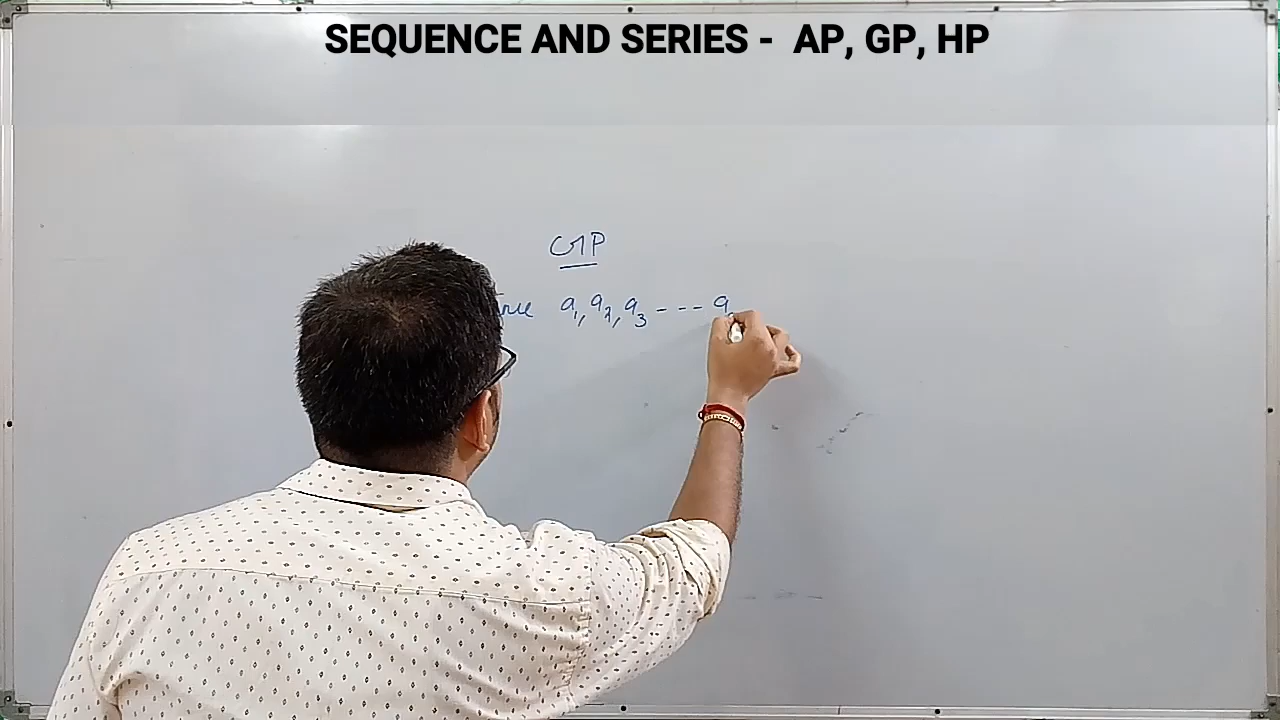 SEQUENCE AND SERIES - AP, GP, HP
GP
a₁, a₂, a₃ --- a